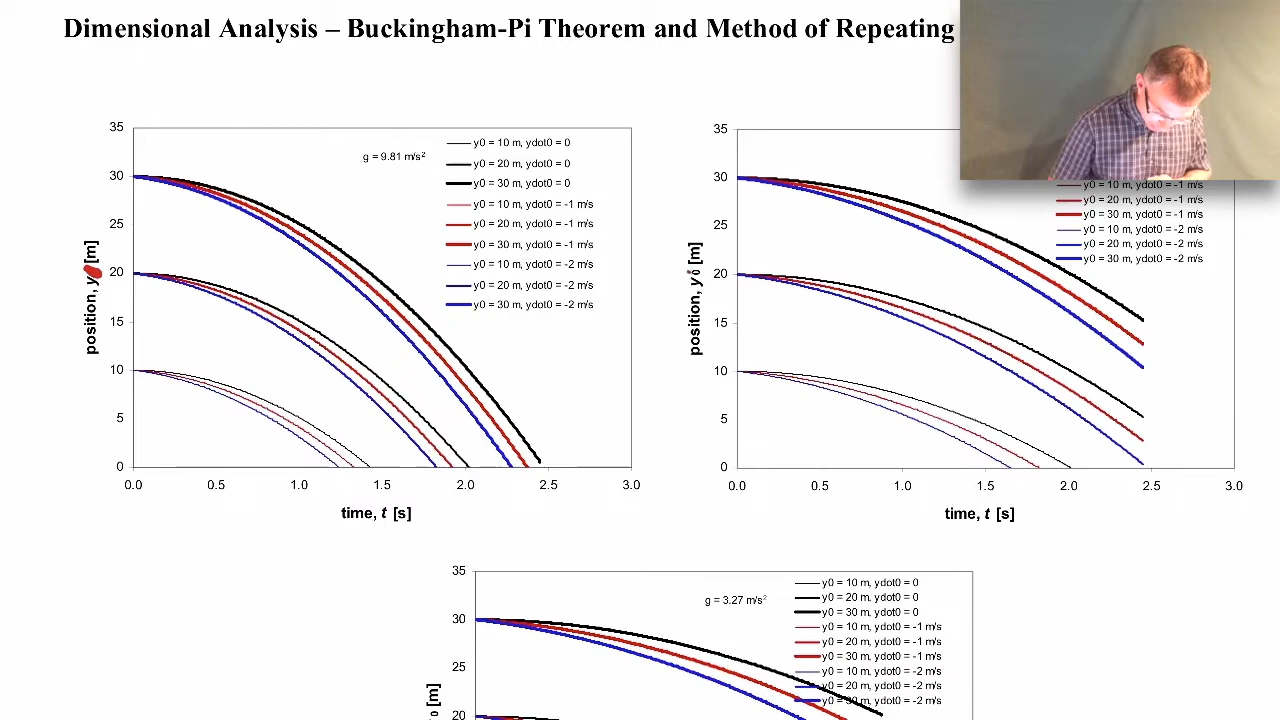 Dimensional Analysis – Buckingham-Pi Theorem and Method of Repeating
35
30
25
20
15
10
5
0
0.0 0.5 1.0 1.5 2.0 2.5 3.0
position, y [m]
time, t [s]
g = 9.81 m/s²
y0 = 10 m, ydot0 = 0
y0 = 20 m, ydot0 = 0
y0 = 30 m, ydot0 = 0
y0 = 10 m, ydot0 = -1 m/s
y0 = 20 m, ydot0 = -1 m/s
y0 = 30 m, ydot0 = -1 m/s
y0 = 10 m, ydot0 = -2 m/s
y0 = 20 m, ydot0 = -2 m/s
y0 = 30 m, ydot0 = -2 m/s
35
30
25
20
15
10
5
0
0.0 0.5 1.0 1.5 2.0 2.5 3.0
position, y [m]
time, t [s]
y0 = 10 m, ydot0 = -1 m/s
y0 = 20 m, ydot0 = -1 m/s
y0 = 30 m, ydot0 = -1 m/s
y0 = 10 m, ydot0 = -2 m/s
y0 = 20 m, ydot0 = -2 m/s
y0 = 30 m, ydot0 = -2 m/s
35
30
25
20
0 [m]
g = 3.27 m/s²
y0 = 10 m, ydot0 = 0
y0 = 20 m, ydot0 = 0
y0 = 30 m, ydot0 = 0
y0 = 10 m, ydot0 = -1 m/s
y0 = 20 m, ydot0 = -1 m/s
y0 = 30 m, ydot0 = -1 m/s
y0 = 10 m, ydot0 = -2 m/s
y0 = 20 m, ydot0 = -2 m/s
y0 = 30 m, ydot0 = -2 m/s